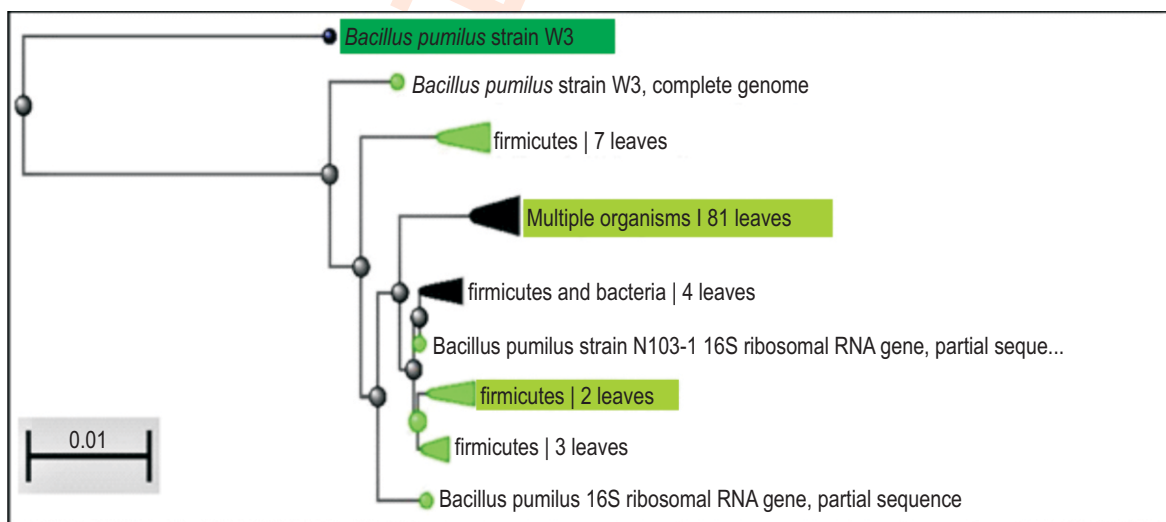 Bacillus pumilus strain W3
Bacillus pumilus strain W3, complete genome
firmicutes | 7 leaves
Multiple organisms I 81 leaves
firmicutes and bacteria | 4 leaves
Bacillus pumilus strain N103-1 16S ribosomal RNA gene, partial seque...
firmicutes | 2 leaves
firmicutes | 3 leaves
0.01
Bacillus pumilus 16S ribosomal RNA gene, partial sequence